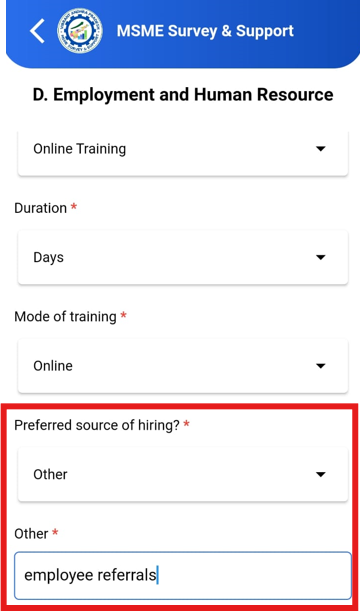 MSME Survey & Support
D. Employment and Human Resource
Online Training
Duration *
Days
Mode of training *
Online
Preferred source of hiring? *
Other
Other *
employee referrals